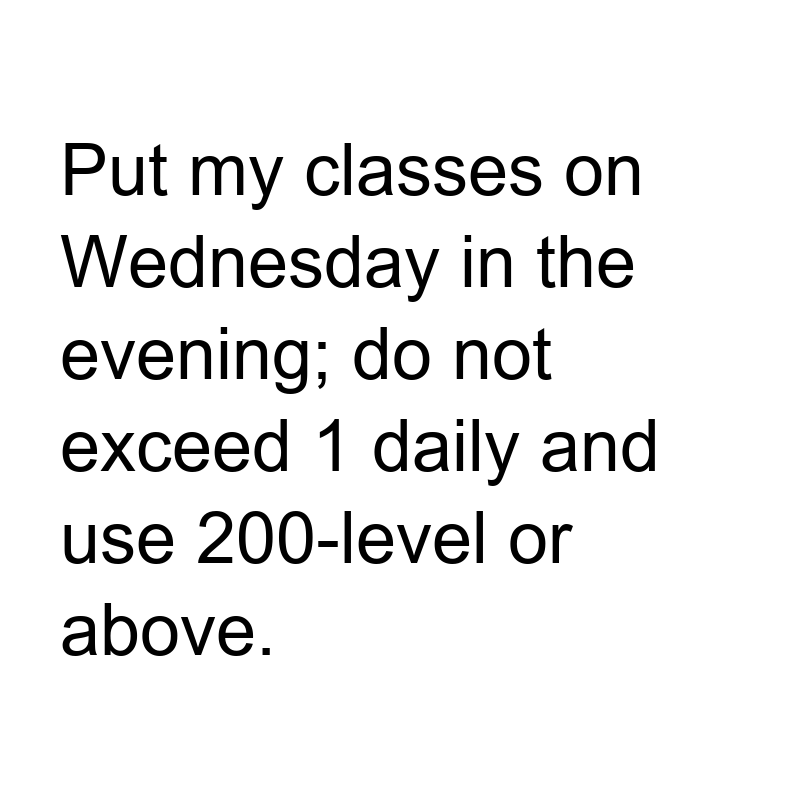 Put my classes on
Wednesday in the
evening; do not
exceed 1 daily and
use 200-level or
above.